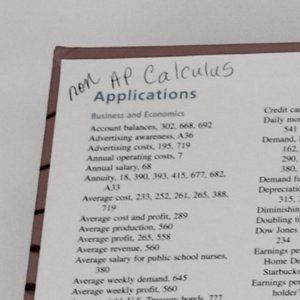 non AP Calculus
Applications
Business and Economics
Account balances, 302, 668, 692
Advertising awareness, A36
Advertising costs, 195, 719
Annual operating costs, 7
Annual salary, 68
Annuity, 18, 390, 393, 415, 677, 682,
A33
Average cost, 233, 252, 261, 265, 388,
719
Average cost and profit, 289
Average production, 560
Average profit, 265, 558
Average revenue, 560
Average salary for public school nurses,
380
Average weekly demand, 645
Average weekly profit, 560
U.S. Treasury bonds, 777
Credit car
Daily mo
541
Demand,
162,
290,
380,
Demand fu
Depreciatio
315,
Diminishin
Doubling ti
Dow Jones
234
Earnings pe
Home De
Starbucks
Earnings pe
holder'